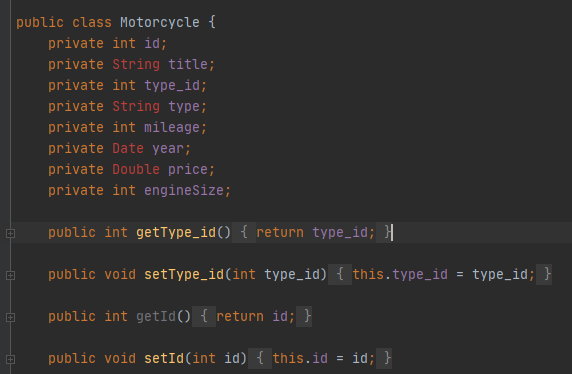 public class Motorcycle {
private int id;
private String title;
private int type_id;
private String type;
private int mileage;
private Date year;
private Double price;
private int engineSize;
public int getType_id() { return type_id; }
public void setType_id(int type_id) { this.type_id = type_id; }
public int getId() { return id; }
public void setId(int id) { this.id = id; }